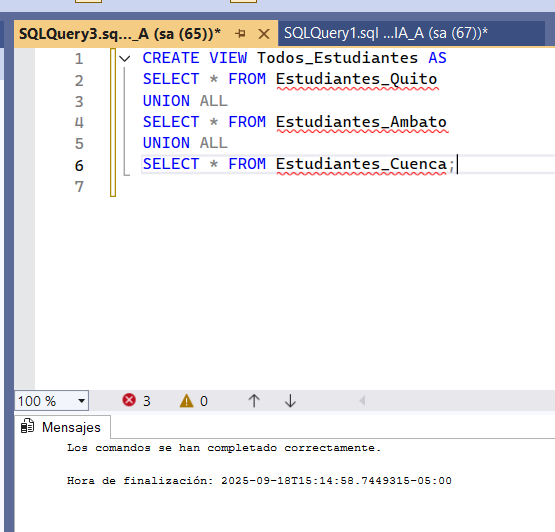 SQLQuery3.sq..._A (sa (65))*
SQLQuery1.sql ...IA_A (sa (67))*
1 CREATE VIEW Todos_Estudiantes AS
2 SELECT * FROM Estudiantes_Quito
3 UNION ALL
4 SELECT * FROM Estudiantes_Ambato
5 UNION ALL
6 SELECT * FROM Estudiantes_Cuenca;
7
100 % 3 0
Mensajes
Los comandos se han completado correctamente.
Hora de finalización: 2025-09-18T15:14:58.7449315-05:00